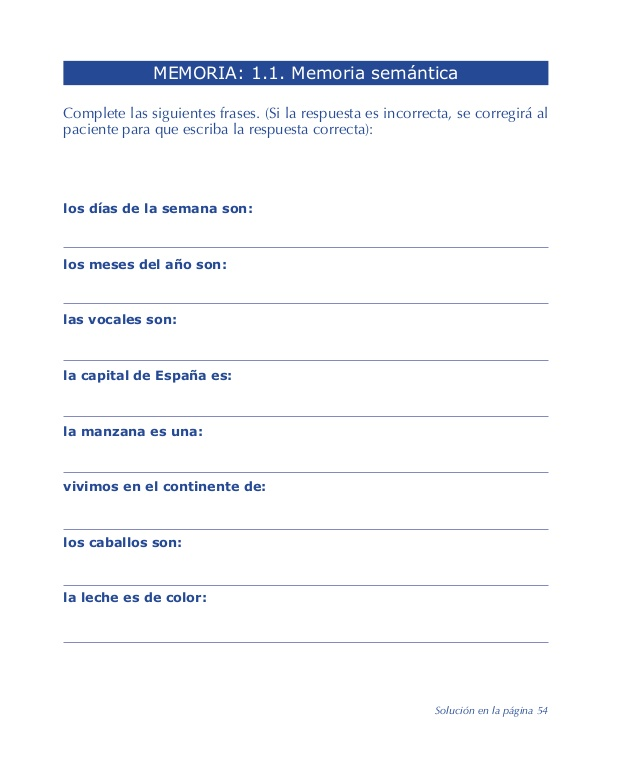 MEMORIA: 1.1. Memoria semántica
Complete las siguientes frases. (Si la respuesta es incorrecta, se corregirá al
paciente para que escriba la respuesta correcta):
los días de la semana son:
los meses del año son:
las vocales son:
la capital de España es:
la manzana es una:
vivimos en el continente de:
los caballos son:
la leche es de color:
Solución en la página 54